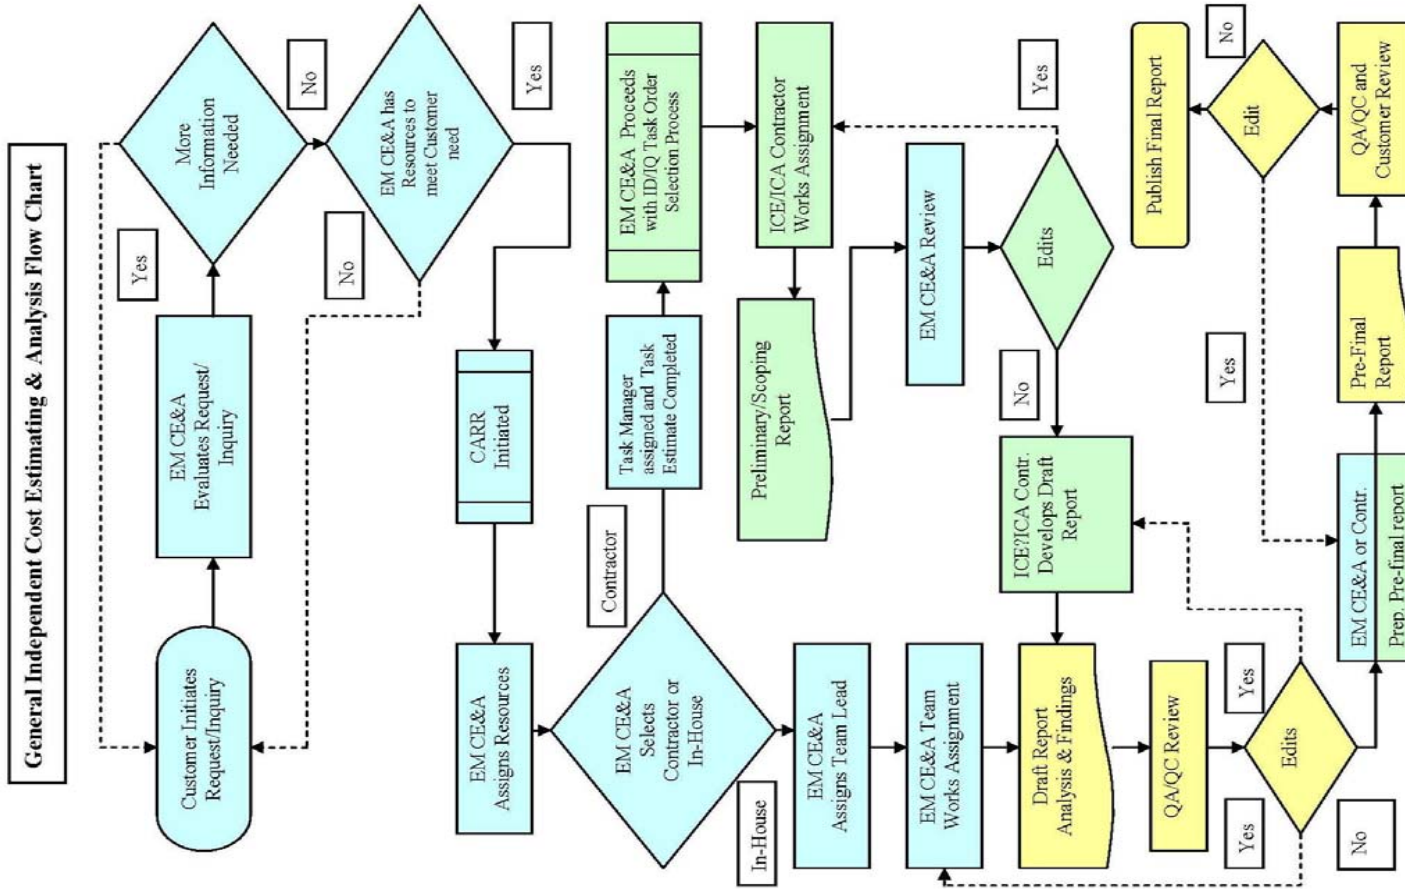 General Independent Cost Estimating & Analysis Flow Chart
Customer Initiates
Request/Inquiry
EM CE&A
Evaluates Request/
Inquiry
Yes
More
Information
Needed
No
EM CE&A has
Resources to
meet Customer
need
No
Yes
CARR
Initiated
EM CE&A
Assigns Resources
EM CE&A
Selects
Contractor or
In-House
Contractor
In-House
Task Manager
assigned and Task
Estimate Completed
EM CE&A Proceeds
with ID/IQ Task Order
Selection Process
ICE/ICA Contractor
Works Assignment
Preliminary/Scoping
Report
EM CE&A Review
Edits
Yes
No
ICE?ICA Contr.
Develops Draft
Report
EM CE&A
Assigns Team Lead
EM CE&A Team
Works Assignment
Draft Report
Analysis & Findings
QA/QC Review
Edits
Yes
Yes
No
EM CE&A or Contr.
Prep. Pre-final report
Pre-Final
Report
QA/QC and
Customer Review
Edit
Yes
No
Publish Final Report